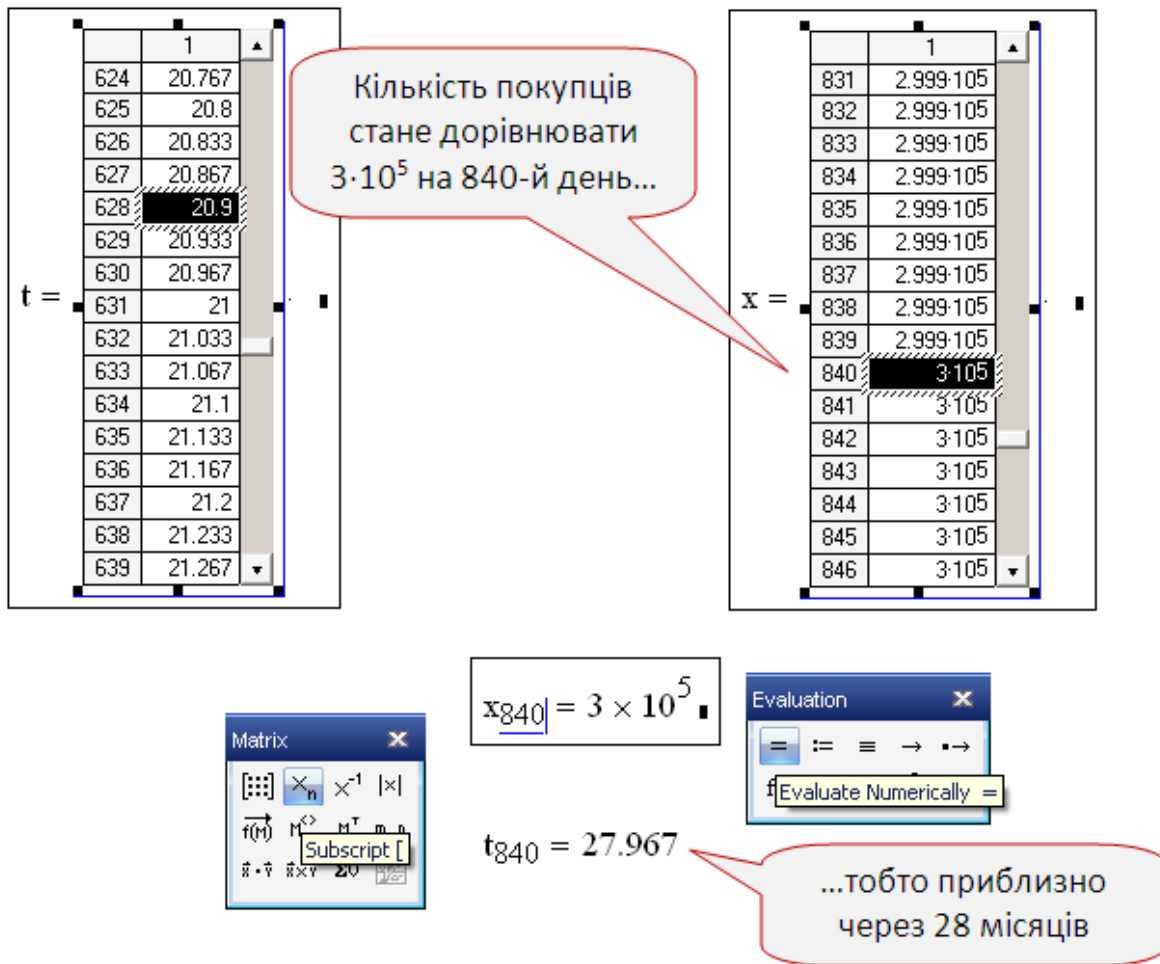 1
624 20.767
625 20.8
626 20.833
627 20.867
628 20.9
629 20.933
630 20.967
631 21
632 21.033
633 21.067
634 21.1
635 21.133
636 21.167
637 21.2
638 21.233
639 21.267
t =
Кількість покупців
стане дорівнювати
3·10⁵ на 840-й день...
1
831 2.999·10⁵
832 2.999·10⁵
833 2.999·10⁵
834 2.999·10⁵
835 2.999·10⁵
836 2.999·10⁵
837 2.999·10⁵
838 2.999·10⁵
839 2.999·10⁵
840 3·10⁵
841 3·10⁵
842 3·10⁵
843 3·10⁵
844 3·10⁵
845 3·10⁵
846 3·10⁵
x =
x₈₄₀ = 3 × 10⁵
Matrix
[⋮⋮⋮] ×ₙ ×⁻¹ |×|
f(M) M<> Mᵀ m..n
Subscript [
Evaluation
= := ≡ → ▪→
f
Evaluate Numerically =
t₈₄₀ = 27.967
...тобто приблизно
через 28 місяців